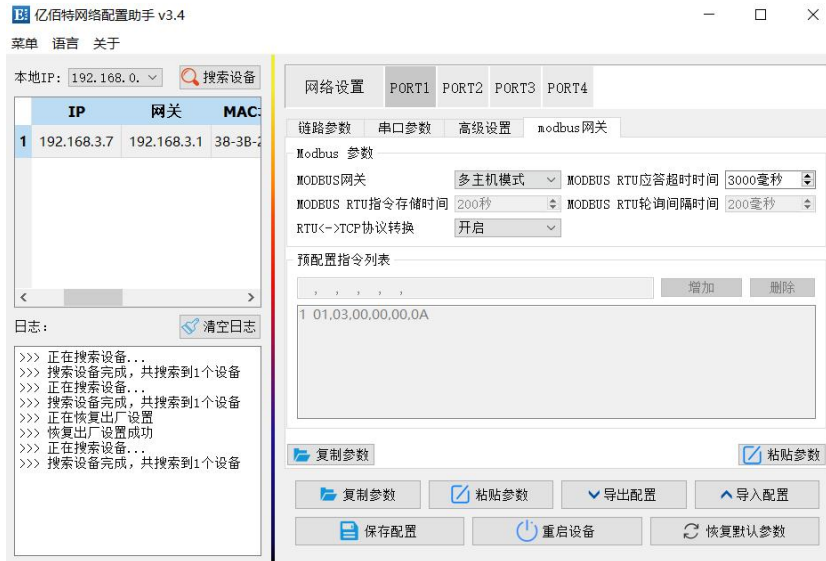 亿佰特网络配置助手 v3.4
菜单 语言 关于
本地IP: 192.168.0. 搜索设备
IP 网关 MAC:
1 192.168.3.7 192.168.3.1 38-3B-2
日志: 清空日志
>>> 正在搜索设备...
>>> 搜索设备完成，共搜索到1个设备
>>> 正在搜索设备...
>>> 搜索设备完成，共搜索到1个设备
>>> 正在恢复出厂设置
>>> 恢复出厂设置成功
>>> 正在搜索设备...
>>> 搜索设备完成，共搜索到1个设备
网络设置 PORT1 PORT2 PORT3 PORT4
链路参数 串口参数 高级设置 modbus网关
Modbus 参数
MODBUS网关 多主机模式 MODBUS RTU应答超时时间 3000毫秒
MODBUS RTU指令存储时间 200秒 MODBUS RTU轮询间隔时间 200毫秒
RTU<->TCP协议转换 开启
预配置指令列表
, , , , , 增加 删除
1 01,03,00,00,00,0A
复制参数 粘贴参数
复制参数 粘贴参数 导出配置 导入配置
保存配置 重启设备 恢复默认参数